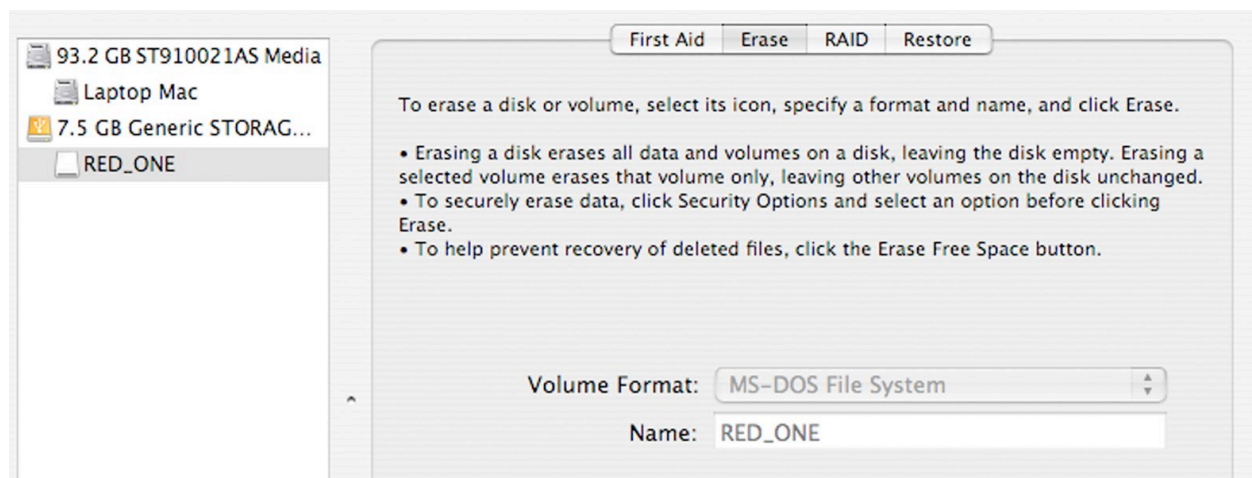 93.2 GB ST910021AS Media
Laptop Mac
7.5 GB Generic STORAG...
RED_ONE
First Aid Erase RAID Restore
To erase a disk or volume, select its icon, specify a format and name, and click Erase.
• Erasing a disk erases all data and volumes on a disk, leaving the disk empty. Erasing a
selected volume erases that volume only, leaving other volumes on the disk unchanged.
• To securely erase data, click Security Options and select an option before clicking
Erase.
• To help prevent recovery of deleted files, click the Erase Free Space button.
Volume Format: MS-DOS File System
Name: RED_ONE